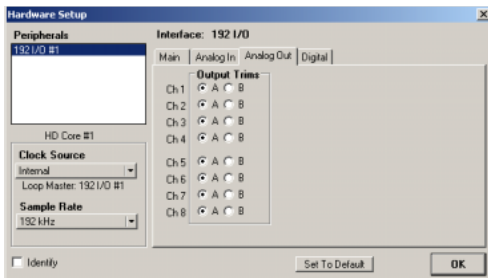 Hardware Setup
Peripherals
192 I/O #1
HD Core #1
Clock Source
Internal
Loop Master: 192 I/O #1
Sample Rate
192 kHz
Identify
Interface: 192 I/O
Main Analog In Analog Out Digital
Output Trims
Ch 1 A B
Ch 2 A B
Ch 3 A B
Ch 4 A B
Ch 5 A B
Ch 6 A B
Ch 7 A B
Ch 8 A B
Set To Default
OK